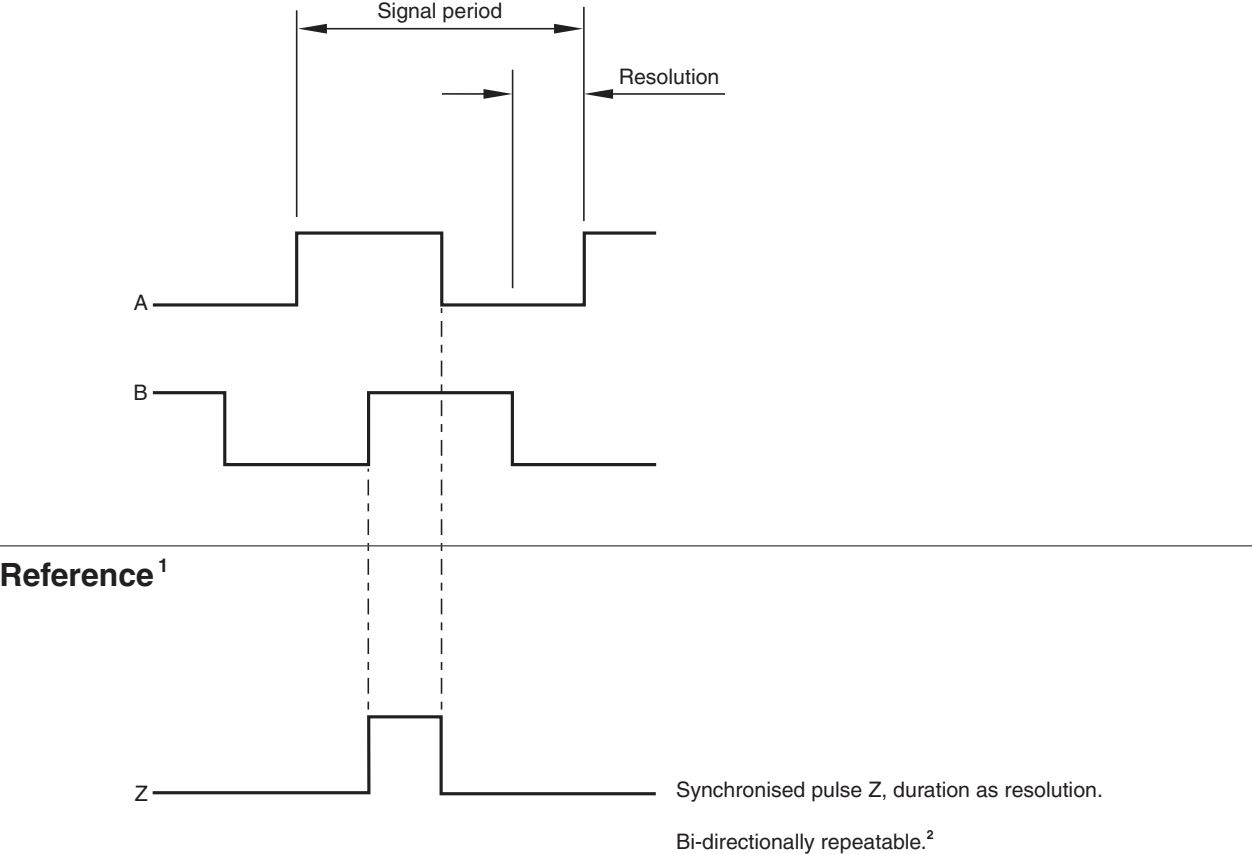 Signal period
Resolution
A
B
Reference¹
Z
Synchronised pulse Z, duration as resolution.
Bi-directionally repeatable.²